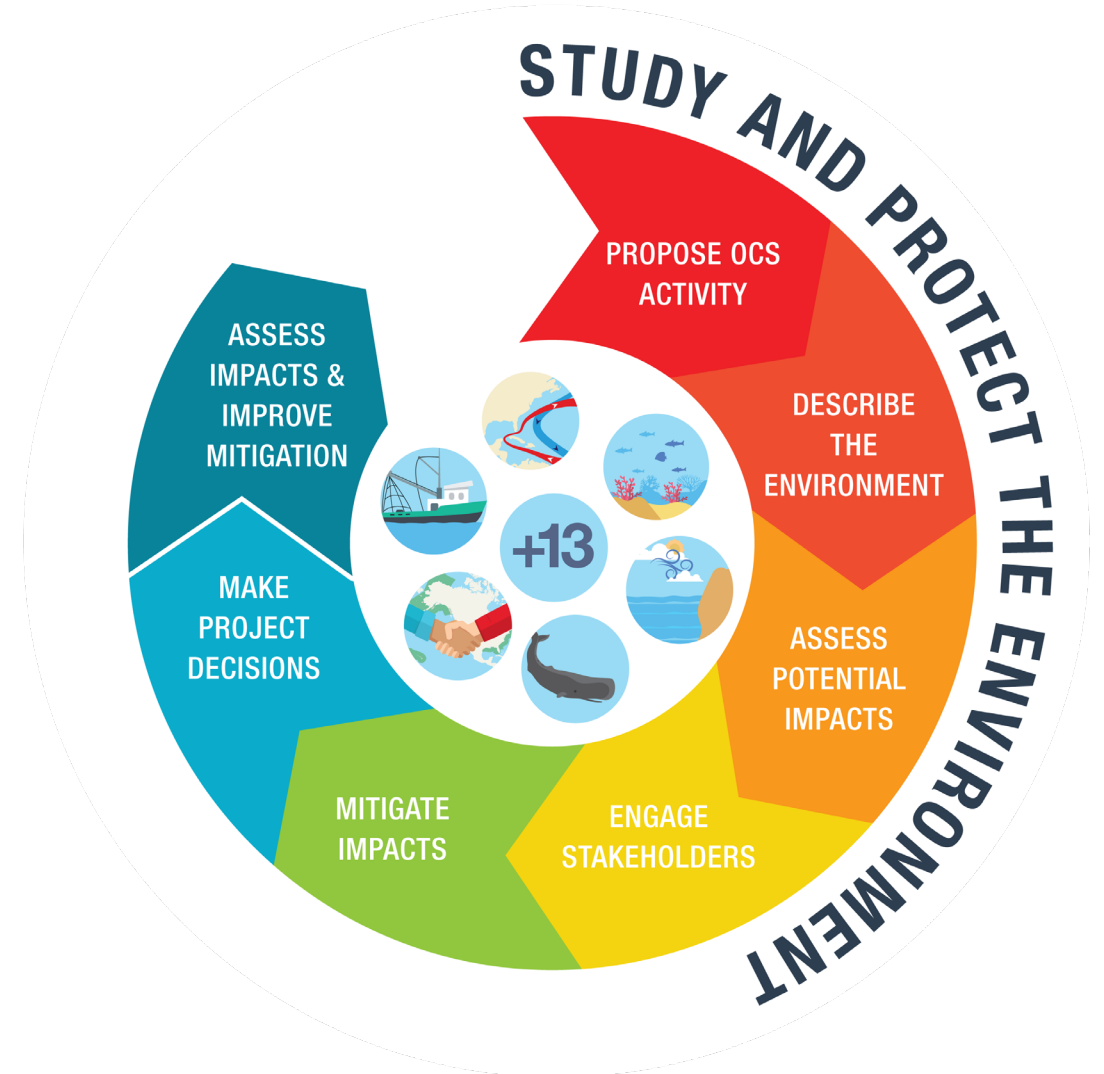 STUDY AND PROTECT THE ENVIRONMENT
PROPOSE OCS
ACTIVITY
DESCRIBE
THE
ENVIRONMENT
ASSESS
POTENTIAL
IMPACTS
ENGAGE
STAKEHOLDERS
MITIGATE
IMPACTS
MAKE
PROJECT
DECISIONS
ASSESS
IMPACTS &
IMPROVE
MITIGATION
+13